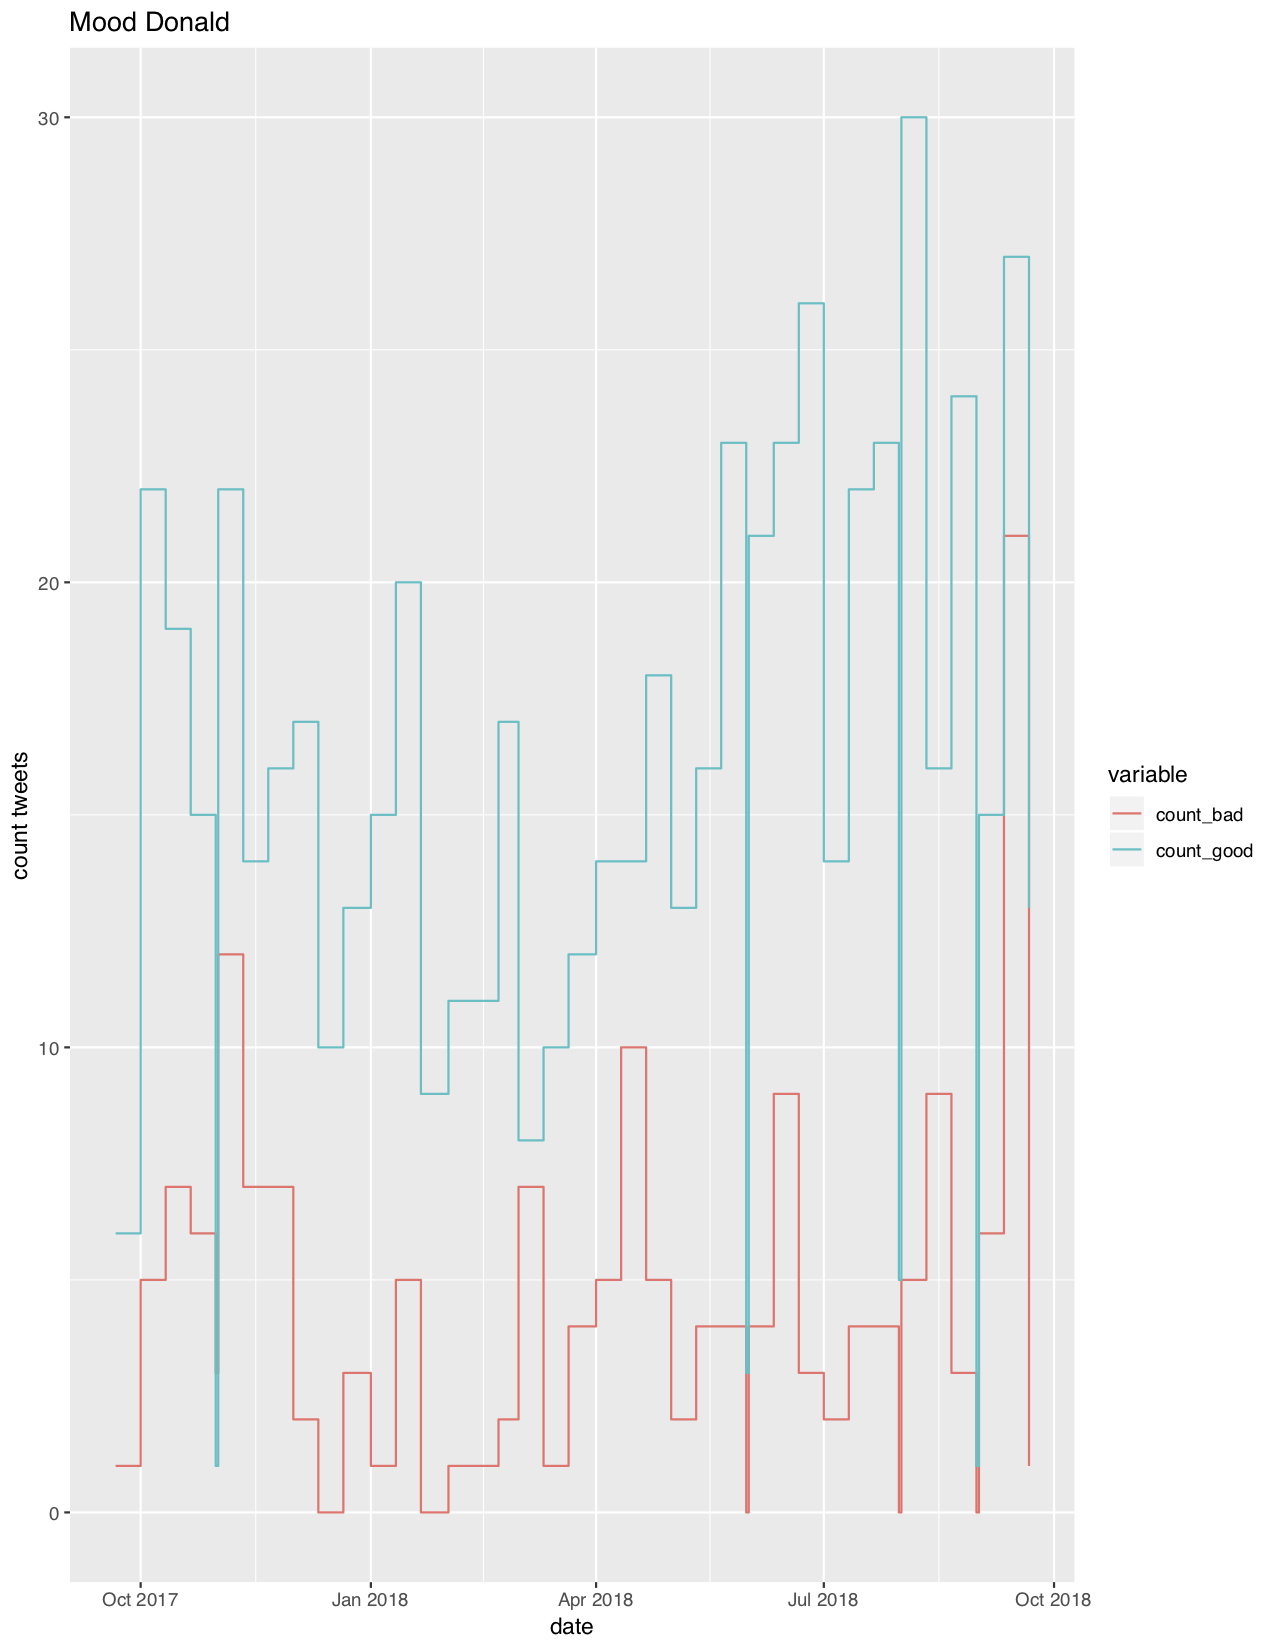 Mood Donald
30
20
10
0
count tweets
Oct 2017
Jan 2018
Apr 2018
Jul 2018
Oct 2018
date
variable
count_bad
count_good